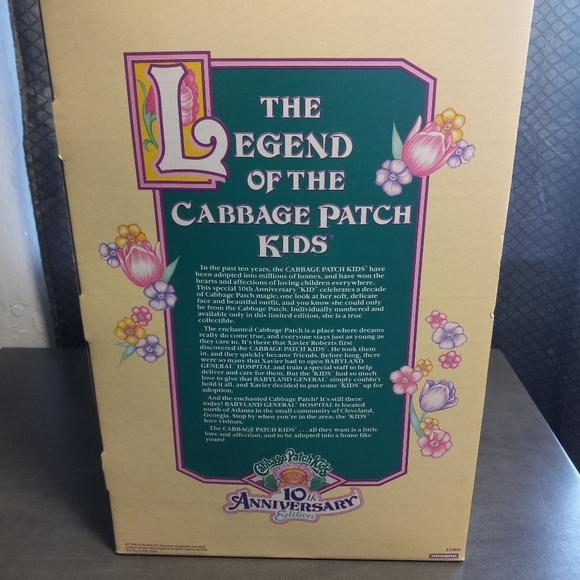 THE
LEGEND
OF THE
CABBAGE PATCH
KIDS™
In the past ten years, the CABBAGE PATCH KIDS™ have
been adopted into millions of homes, and have won the
hearts and affections of loving children everywhere.
This special 10th Anniversary 'KID™ celebrates a decade
of Cabbage Patch magic; one look at her soft, delicate
face and beautiful outfit, and you know she could only
be from the Cabbage Patch. Individually numbered and
available only in this limited edition, she is a true
collectible.
The enchanted Cabbage Patch is a place where dreams
really do come true, and everyone stays just as young as
they care to. It's there that Xavier Roberts first
discovered the CABBAGE PATCH KIDS™. He took them
in, and they quickly became friends. Before long, there
were so many that Xavier had to open BABYLAND
GENERAL™ HOSPITAL and train a special staff to help
deliver and care for them. But the 'KIDS™ had so much
love to give that BABYLAND GENERAL™ simply couldn't
hold it all, and Xavier decided to put some 'KIDS™ up for
adoption.
And the enchanted Cabbage Patch? It's still there
today! BABYLAND GENERAL™ HOSPITAL is located
north of Atlanta in the small community of Cleveland,
Georgia. Stop by when you're in the area; the 'KIDS™
love visitors.
The CABBAGE PATCH KIDS™ . . . all they want is a little
love and affection, and to be adopted into a home like
yours!
Cabbage Patch Kids
10th
ANNIVERSARY
Edition